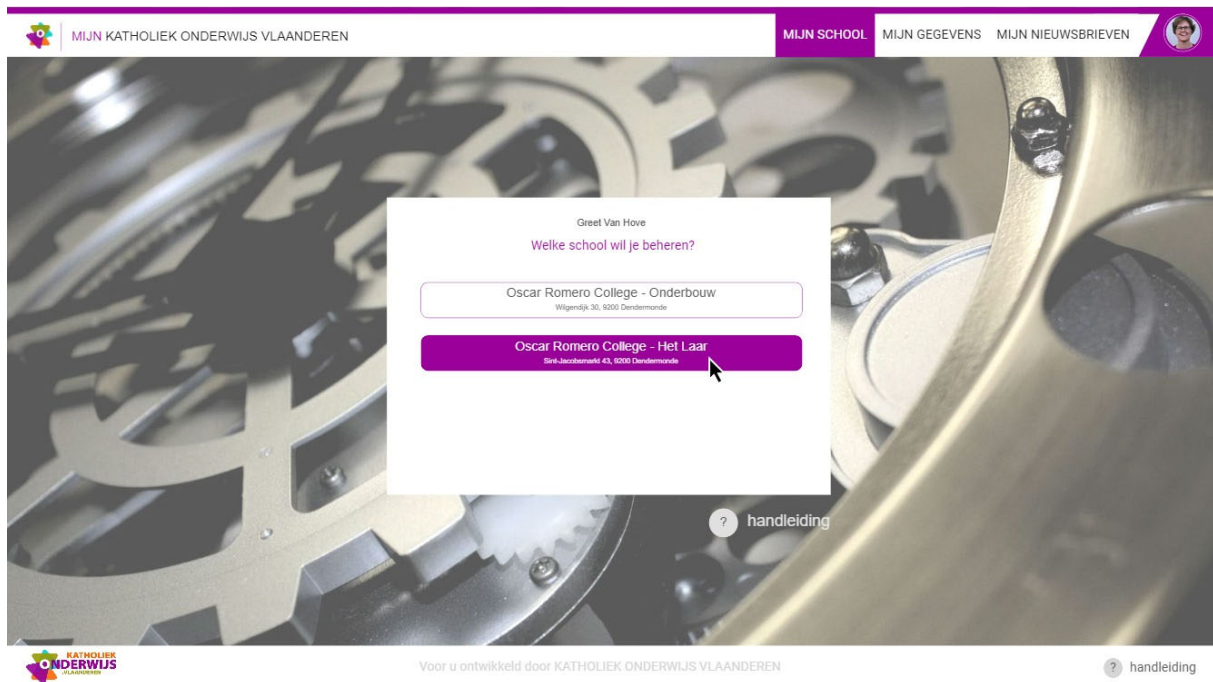 MIJN KATHOLIEK ONDERWIJS VLAANDEREN
MIJN SCHOOL
MIJN GEGEVENS
MIJN NIEUWSBRIEVEN
Greet Van Hove
Welke school wil je beheren?
Oscar Romero College - Onderbouw
Wilgendijk 30, 9200 Dendermonde
Oscar Romero College - Het Laar
Sint-Jacobsmarkt 43, 9200 Dendermonde
? handleiding
KATHOLIEK
ONDERWIJS
VLAANDEREN
Voor u ontwikkeld door KATHOLIEK ONDERWIJS VLAANDEREN
? handleiding